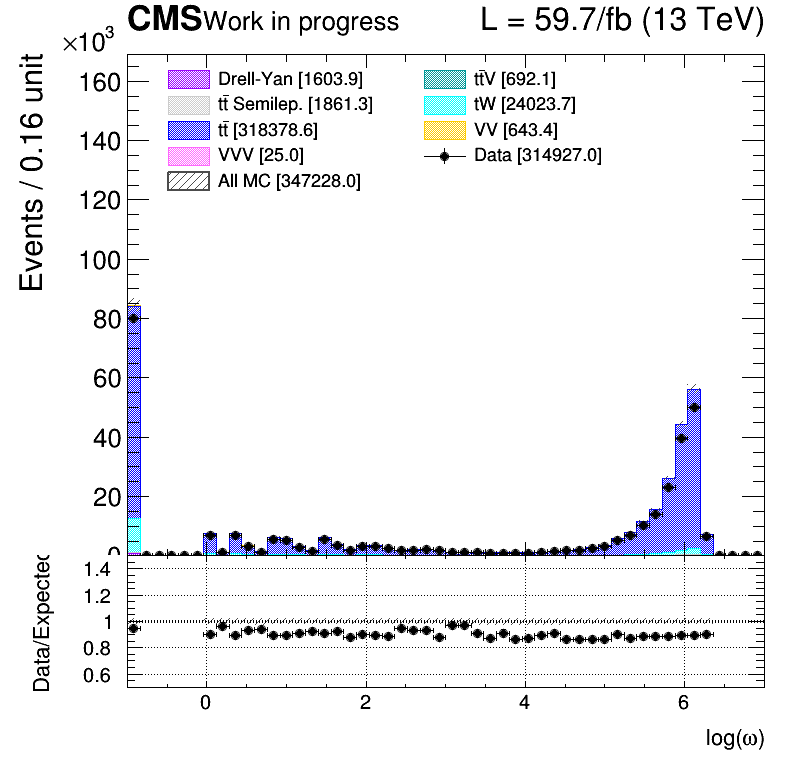 CMS Work in progress L = 59.7/fb (13 TeV)
×10³
Events / 0.16 unit
Drell-Yan [1603.9]
tt̄ Semilep. [1861.3]
tt̄ [318378.6]
VVV [25.0]
All MC [347228.0]
tt̄V [692.1]
tW [24023.7]
VV [643.4]
Data [314927.0]
160
140
120
100
80
60
40
20
0
Data/Expected
1.4
1.2
1
0.8
0.6
0 2 4 6
log(ω)